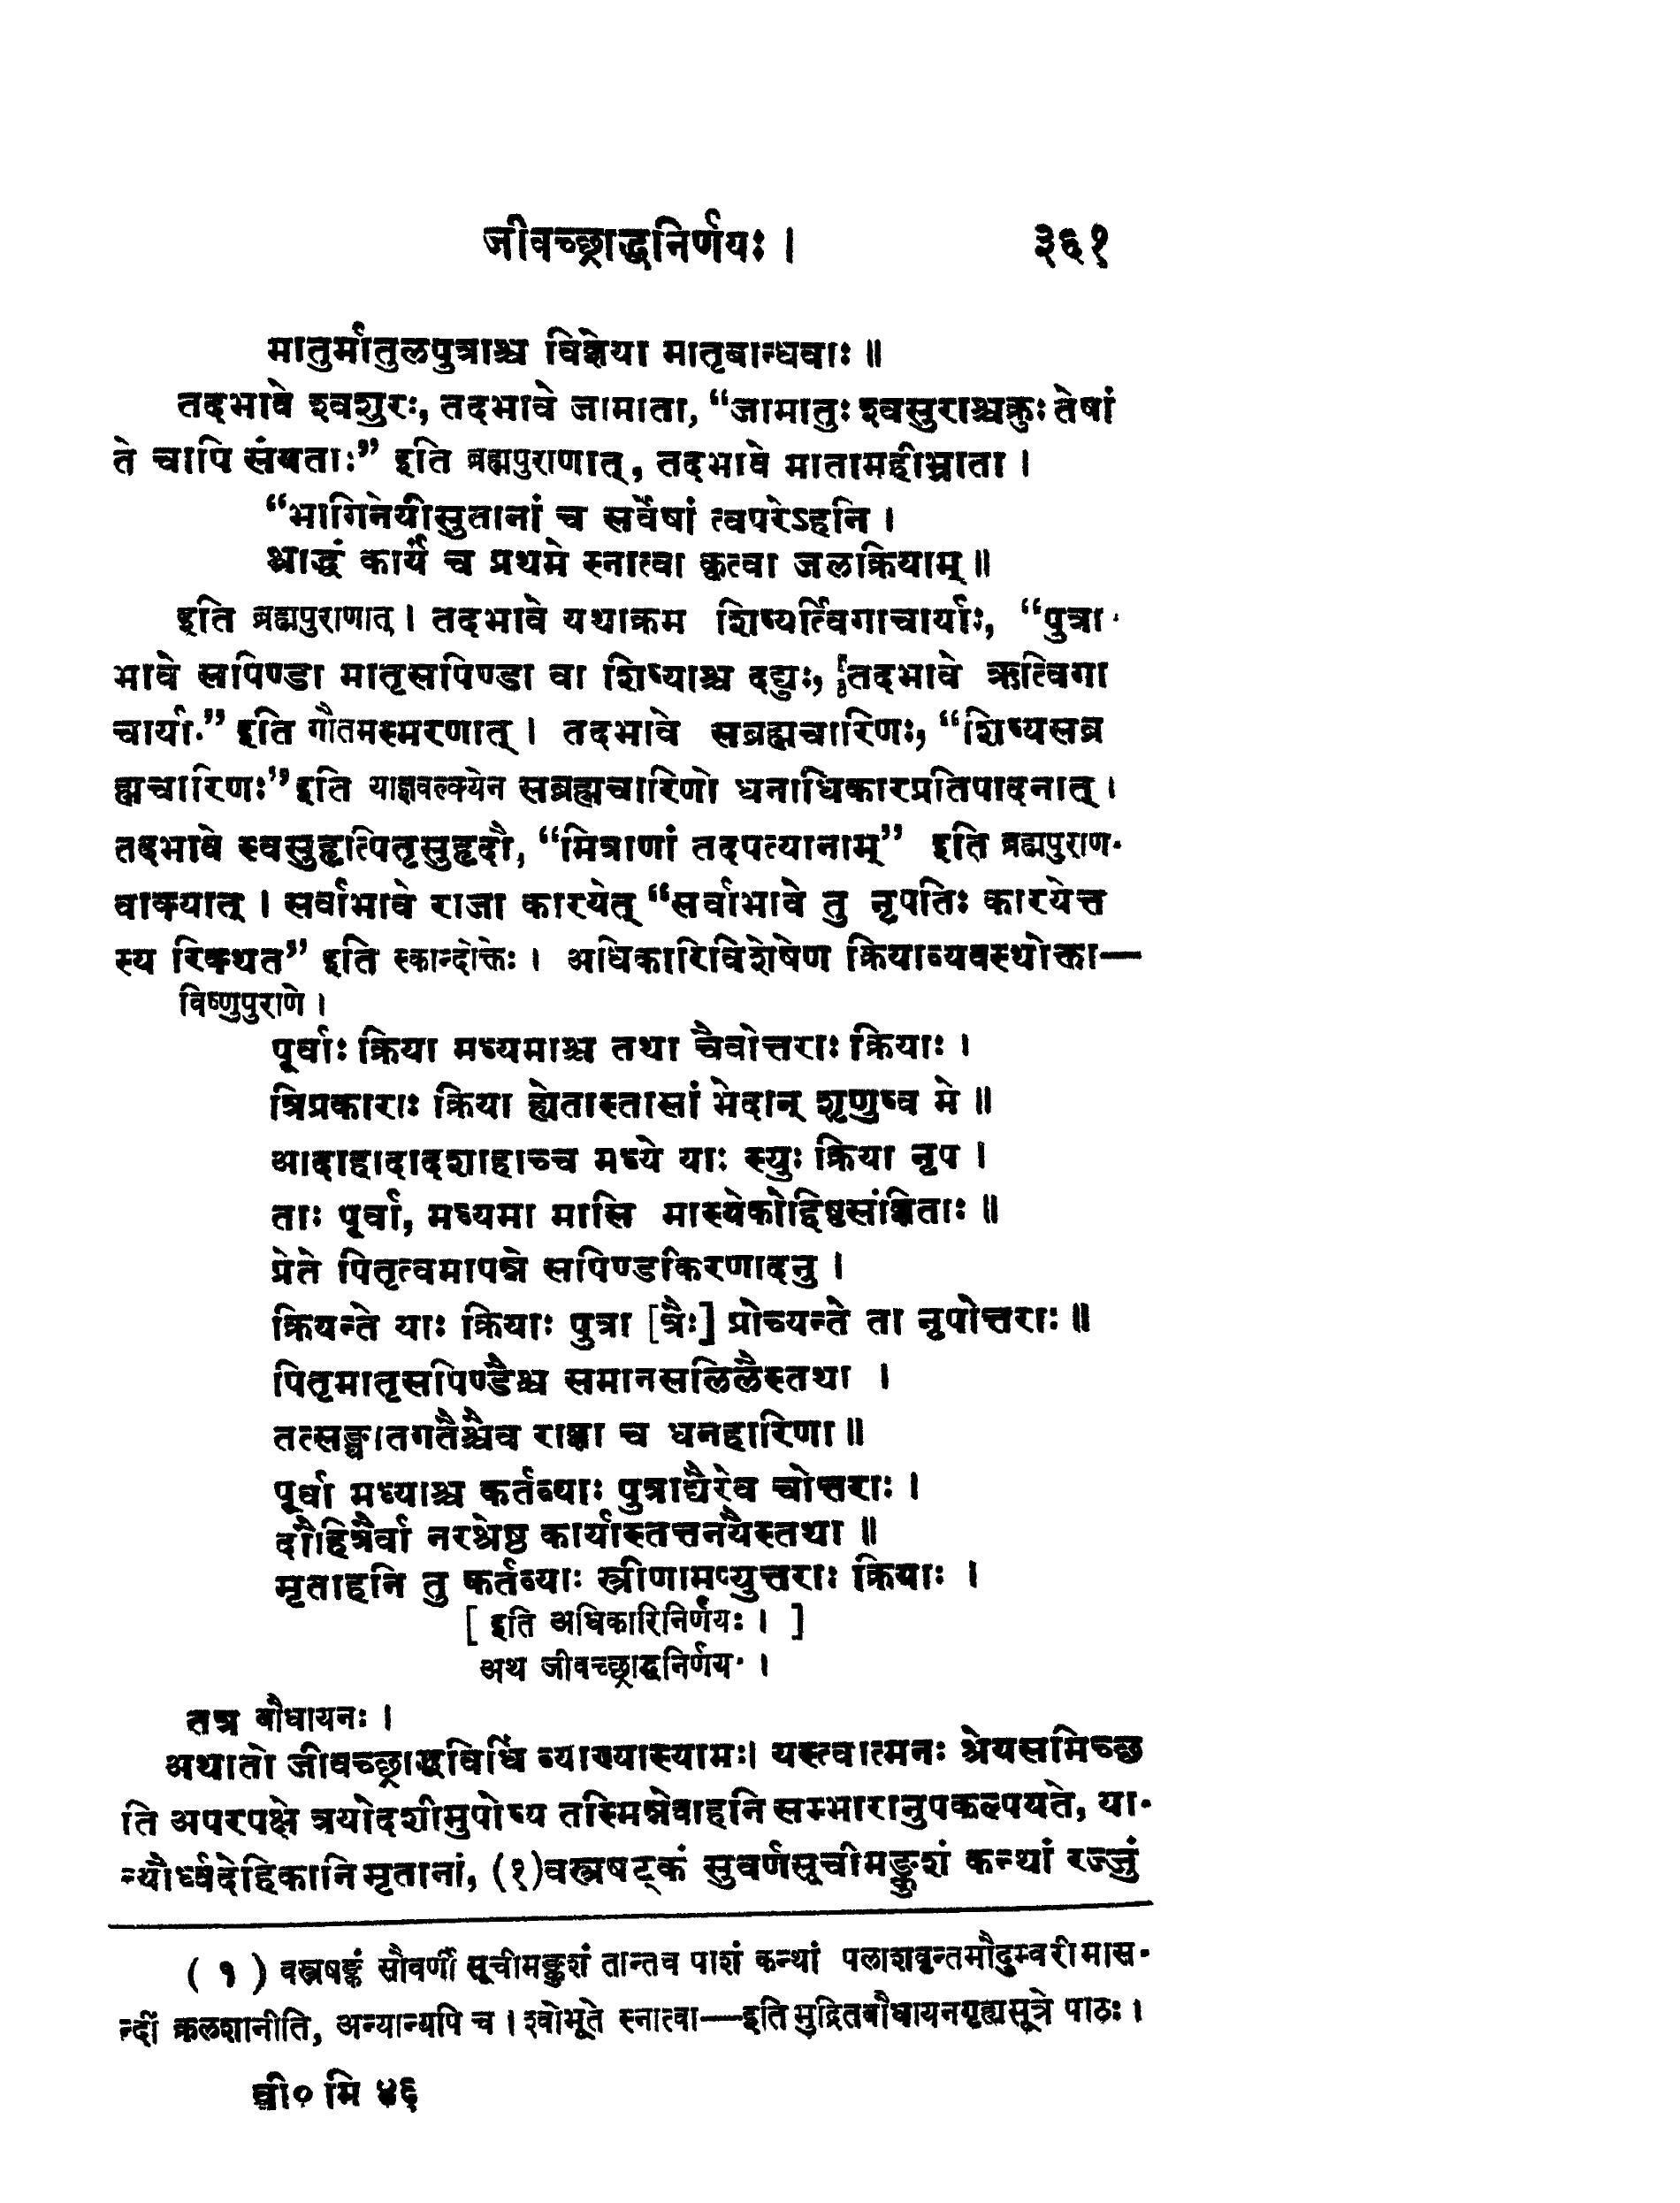 जीवच्छ्राद्धनिर्णयः । ३६१
मातुर्मातुलपुत्राश्च विज्ञेया मातृबान्धवाः ॥
तदभावे श्वशुरः, तदभावे जामाता, “जामातुः श्वसुराश्चक्रुः तेषां
ते चापि संयताः” इति ब्रह्मपुराणात्, तदभावे मातामहीभ्राता ।
“भागिनेयीसुतानां च सर्वेषां त्वपरेऽहनि ।
श्राद्धं कार्यं च प्रथमे स्नात्वा कृत्वा जलक्रियाम् ॥
इति ब्रह्मपुराणात् । तदभावे यथाक्रम शिष्यर्त्विगाचार्याः, “पुत्रा-
भावे सपिण्डा मातृसपिण्डा वा शिष्याश्च दद्युः, तदभावे ऋत्विगा
चार्या.” इति गौतमस्मरणात् । तदभावे सब्रह्मचारिणः, “शिष्यसब्र
ह्मचारिणः” इति याज्ञवल्क्येन सब्रह्मचारिणो धनाधिकारप्रतिपादनात् ।
तदभावे स्वसुहृत्पितृसुहृदौ, “मित्राणां तदपत्यानाम्” इति ब्रह्मपुराण-
वाक्यात् । सर्वाभावे राजा कारयेत् “सर्वाभावे तु नृपतिः कारयेत्त
स्य रिक्थत” इति स्कान्दोक्तेः । अधिकारिविशेषेण क्रियाव्यवस्थोक्ता—
विष्णुपुराणे ।
पूर्वाः क्रिया मध्यमाश्च तथा चैवोत्तराः क्रियाः ।
त्रिप्रकाराः क्रिया ह्येतास्तासां भेदान् शृणुष्व मे ॥
आदाहादादशाहाच्च मध्ये याः स्युः क्रिया नृप ।
ताः पूर्वा, मध्यमा मासि मास्येकोद्दिष्टसंज्ञिताः ॥
प्रेते पितृत्वमापन्ने सपिण्डकिरणादनु ।
क्रियन्ते याः क्रियाः पुत्रा [त्रैः] प्रोच्यन्ते ता नृपोत्तराः ॥
पितृमातृसपिण्डैश्च समानसलिलैस्तथा ।
तत्सङ्घातगतैश्चैव राज्ञा च धनहारिणा ॥
पूर्वा मध्याश्च कर्तव्याः पुत्राद्यैरेव चोत्तराः ।
दौहित्रैर्वा नरश्रेष्ठ कार्यास्तत्तनयैस्तथा ॥
मृताहनि तु कर्तव्याः स्त्रीणामप्युत्तराः क्रियाः ।
[ इति अधिकारिनिर्णयः । ]
अथ जीवच्छ्राद्धनिर्णय. ।
तत्र बौधायनः ।
अथातो जीवच्छ्राद्धविधिं व्याख्यास्यामः। यस्त्वात्मनः श्रेयसमिच्छ
ति अपरपक्षे त्रयोदशीमुपोष्य तस्मिन्नेवाहनि सम्भारानुपकल्पयते, या-
न्यौर्ध्वदेहिकानि मृतानां, (१)वस्त्रषट्कं सुवर्णसूचीमङ्कुशं कन्थां रज्जुं
( १ ) वस्त्रषङ्कं सौवर्णीं सूचीमङ्कुशं तान्तव पाशं कन्थां पलाशवृन्तमौदुम्वरीमास-
न्दीं कलशानीति, अन्यान्यपि च । श्वोभूते स्नात्वा—इति मुद्रितबौधायनगृह्यसूत्रे पाठः ।
वी० मि ४६